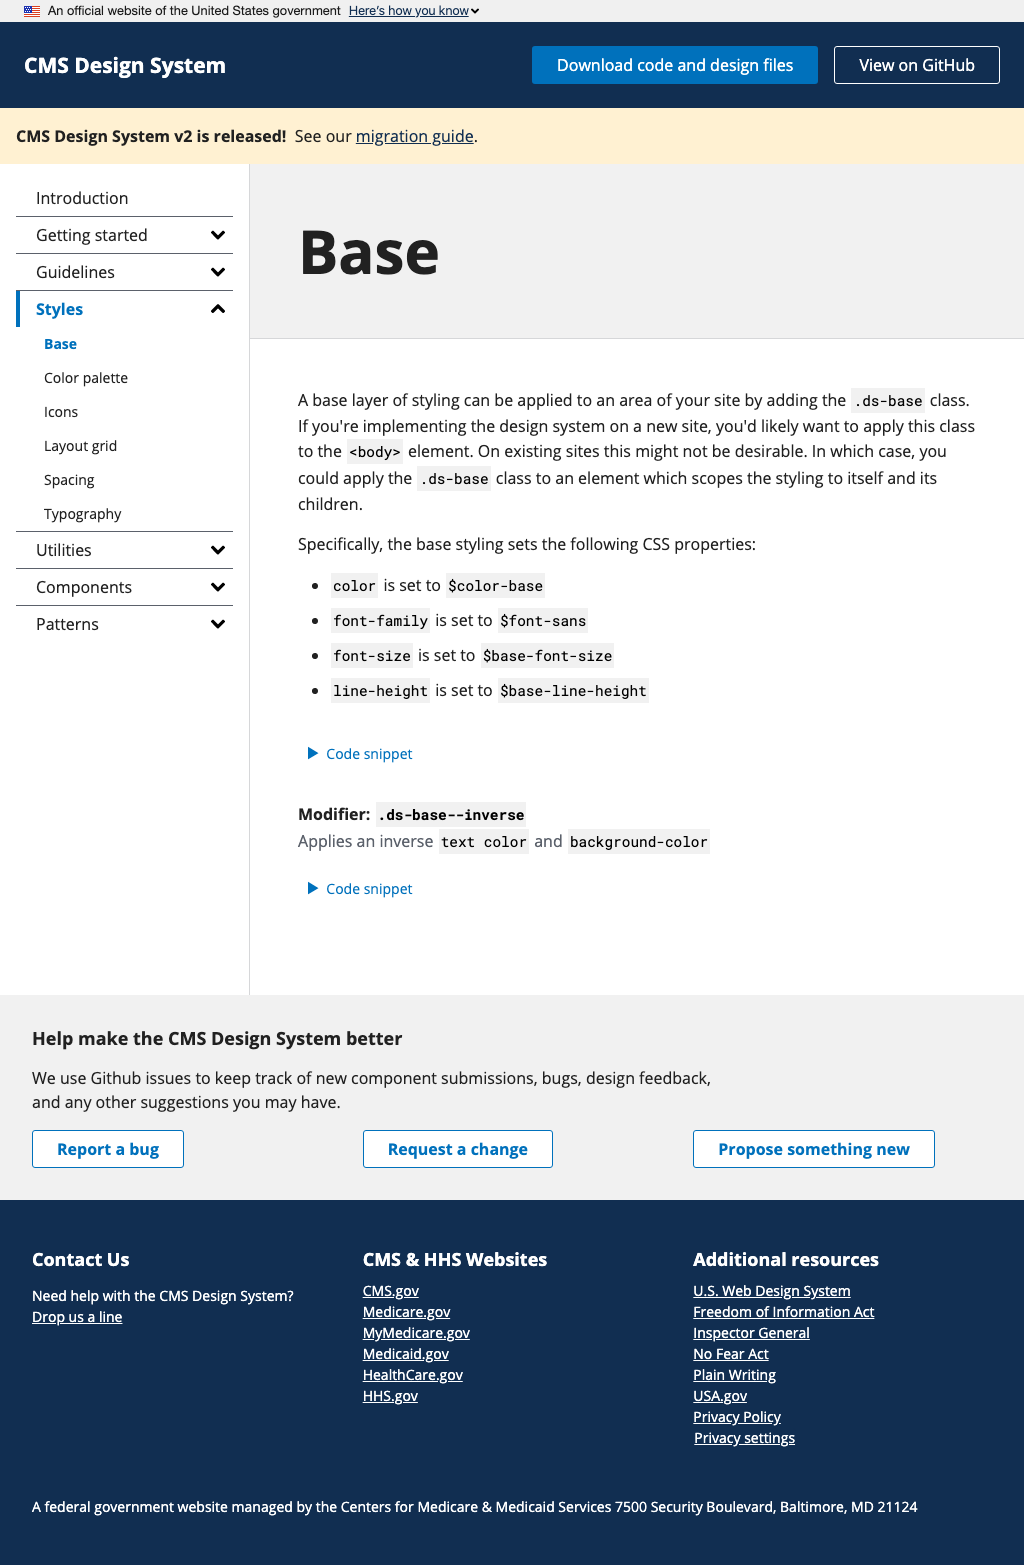 An official website of the United States government Here's how you know
CMS Design System
Download code and design files
View on GitHub
CMS Design System v2 is released! See our migration guide.
Introduction
Getting started
Guidelines
Styles
Base
Color palette
Icons
Layout grid
Spacing
Typography
Utilities
Components
Patterns
Base
A base layer of styling can be applied to an area of your site by adding the .ds-base class.
If you're implementing the design system on a new site, you'd likely want to apply this class
to the <body> element. On existing sites this might not be desirable. In which case, you
could apply the .ds-base class to an element which scopes the styling to itself and its
children.
Specifically, the base styling sets the following CSS properties:
color is set to $color-base
font-family is set to $font-sans
font-size is set to $base-font-size
line-height is set to $base-line-height
Code snippet
Modifier: .ds-base--inverse
Applies an inverse text color and background-color
Code snippet
Help make the CMS Design System better
We use Github issues to keep track of new component submissions, bugs, design feedback,
and any other suggestions you may have.
Report a bug
Request a change
Propose something new
Contact Us
Need help with the CMS Design System?
Drop us a line
CMS & HHS Websites
CMS.gov
Medicare.gov
MyMedicare.gov
Medicaid.gov
HealthCare.gov
HHS.gov
Additional resources
U.S. Web Design System
Freedom of Information Act
Inspector General
No Fear Act
Plain Writing
USA.gov
Privacy Policy
Privacy settings
A federal government website managed by the Centers for Medicare & Medicaid Services 7500 Security Boulevard, Baltimore, MD 21124